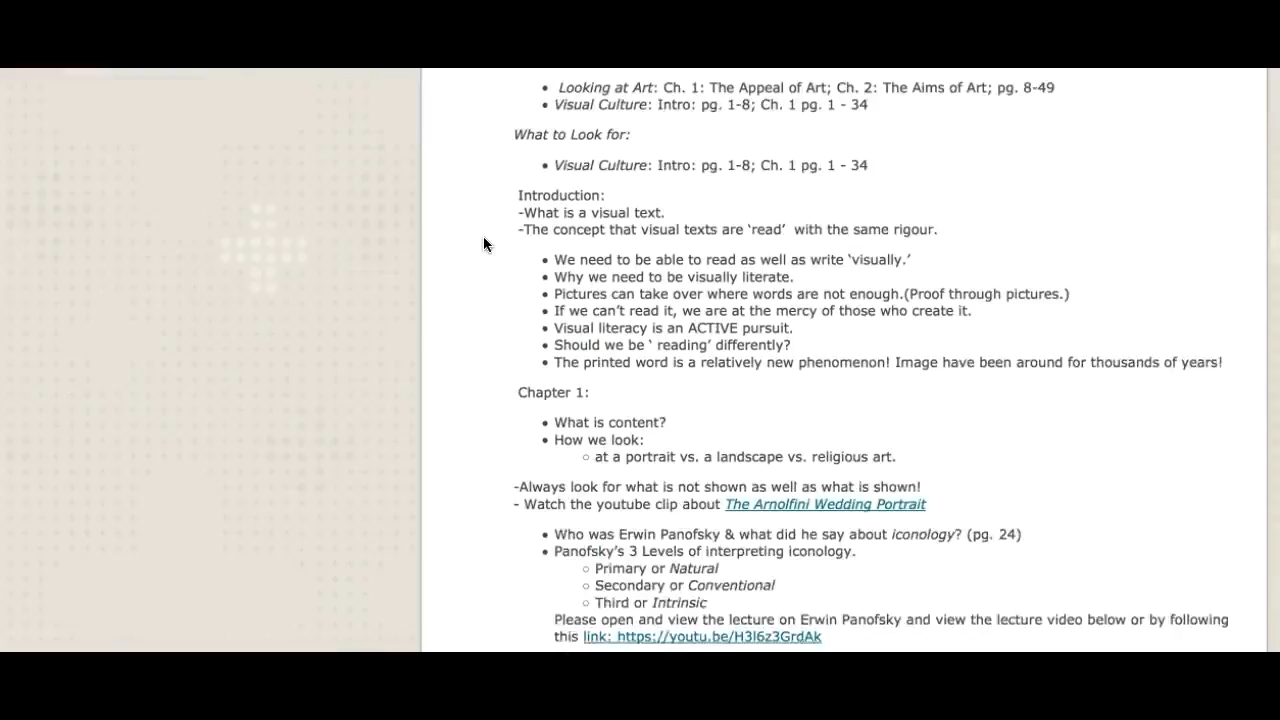 • Looking at Art: Ch. 1: The Appeal of Art; Ch. 2: The Aims of Art; pg. 8-49
• Visual Culture: Intro: pg. 1-8; Ch. 1 pg. 1 - 34
What to Look for:
• Visual Culture: Intro: pg. 1-8; Ch. 1 pg. 1 - 34
Introduction:
-What is a visual text.
-The concept that visual texts are ‘read’  with the same rigour.
• We need to be able to read as well as write ‘visually.’
• Why we need to be visually literate.
• Pictures can take over where words are not enough.(Proof through pictures.)
• If we can’t read it, we are at the mercy of those who create it.
• Visual literacy is an ACTIVE pursuit.
• Should we be ‘ reading’ differently?
• The printed word is a relatively new phenomenon! Image have been around for thousands of years!
Chapter 1:
• What is content?
• How we look:
○ at a portrait vs. a landscape vs. religious art.
-Always look for what is not shown as well as what is shown!
- Watch the youtube clip about The Arnolfini Wedding Portrait
• Who was Erwin Panofsky & what did he say about iconology? (pg. 24)
• Panofsky’s 3 Levels of interpreting iconology.
○ Primary or Natural
○ Secondary or Conventional
○ Third or Intrinsic
Please open and view the lecture on Erwin Panofsky and view the lecture video below or by following
this link: https://youtu.be/H3l6z3GrdAk